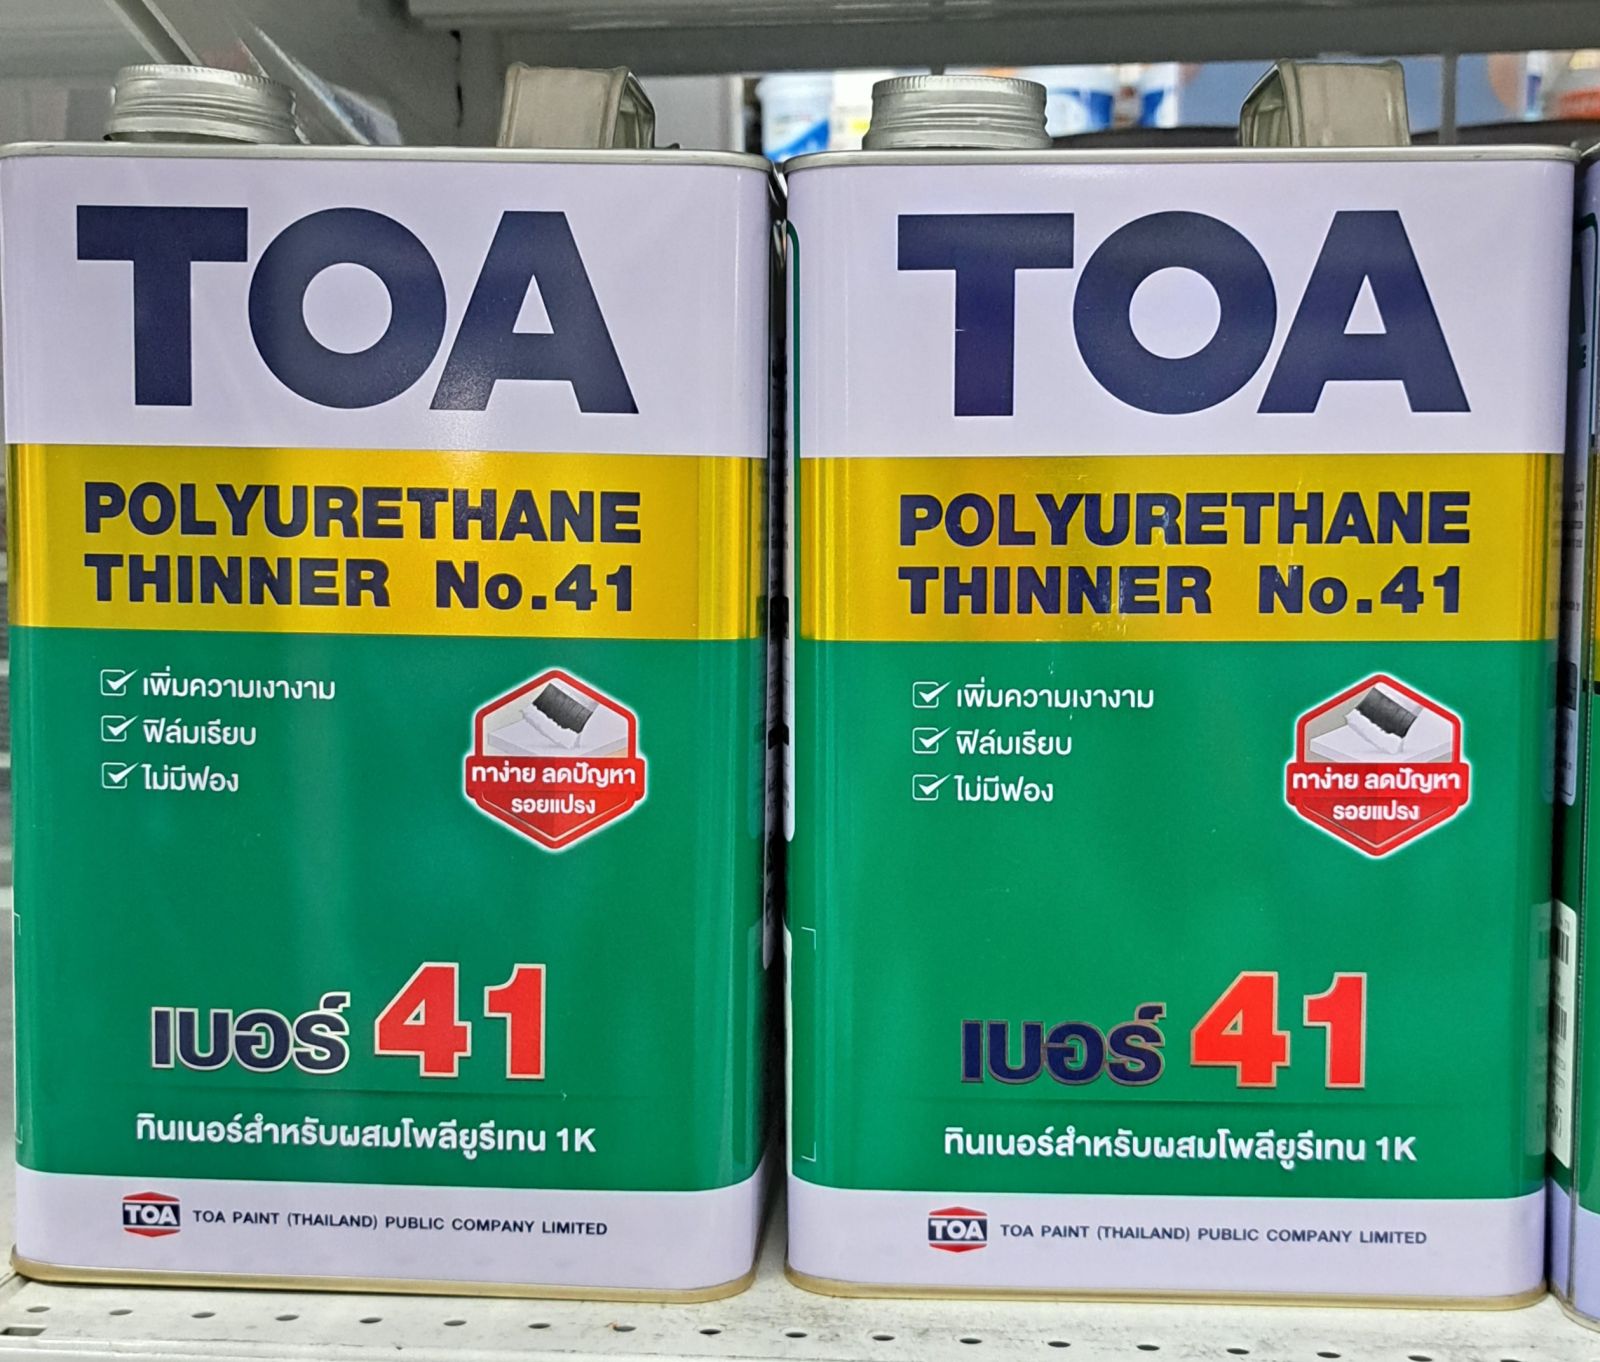 TOA
POLYURETHANE
THINNER No.41
เพิ่มความเงางาม
ฟิล์มเรียบ
ไม่มีฟอง
ทาง่าย ลดปัญหา
รอยแปรง
เบอร์ 41
ทินเนอร์สำหรับผสมโพลียูรีเทน 1K
TOA TOA PAINT (THAILAND) PUBLIC COMPANY LIMITED
TOA
POLYURETHANE
THINNER No.41
เพิ่มความเงางาม
ฟิล์มเรียบ
ไม่มีฟอง
ทาง่าย ลดปัญหา
รอยแปรง
เบอร์ 41
ทินเนอร์สำหรับผสมโพลียูรีเทน 1K
TOA TOA PAINT (THAILAND) PUBLIC COMPANY LIMITED